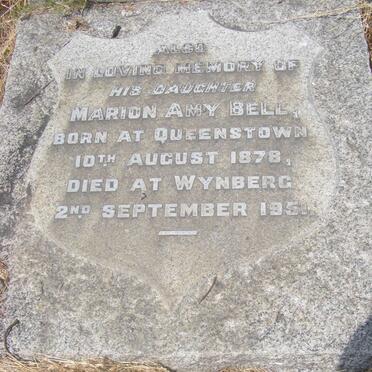 ALSO
IN LOVING MEMORY OF
HIS DAUGHTER
MARION AMY BELL,
BORN AT QUEENSTOWN
10TH AUGUST 1878,
DIED AT WYNBERG
2ND SEPTEMBER